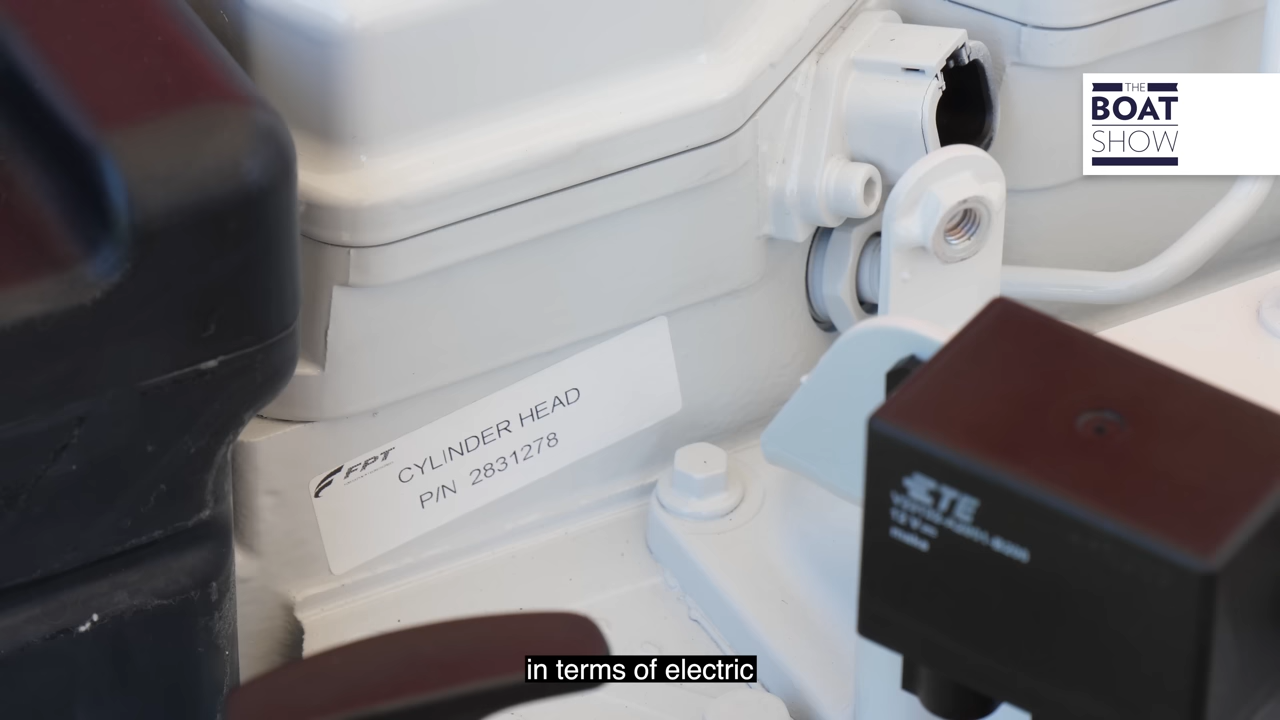 THE
BOAT
SHOW
FPT
CYLINDER HEAD
P/N 2831278
TE
in terms of electric